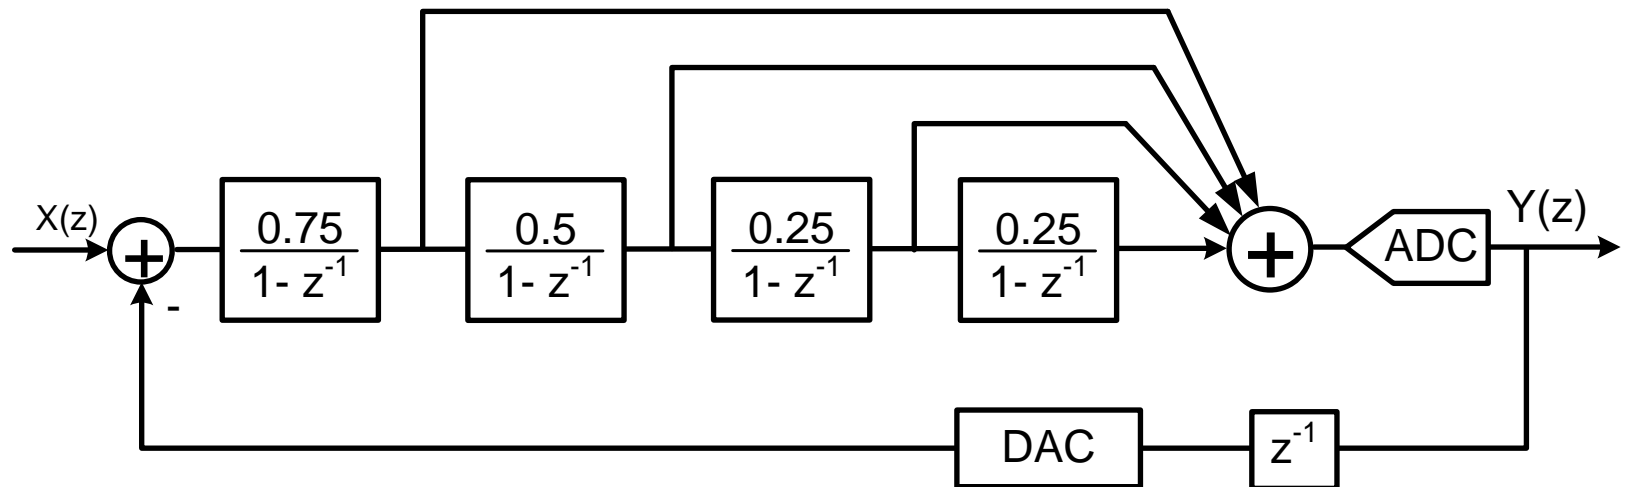 X(z)
+
-
0.75
1- z⁻¹
0.5
1- z⁻¹
0.25
1- z⁻¹
0.25
1- z⁻¹
+
ADC
Y(z)
DAC
z⁻¹